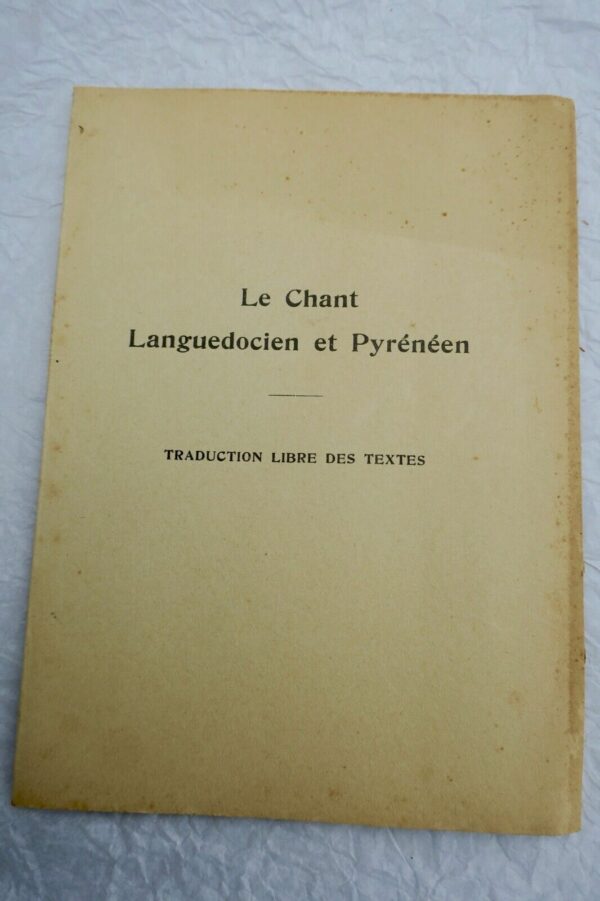 Le Chant
Languedocien et Pyrénéen
TRADUCTION LIBRE DES TEXTES